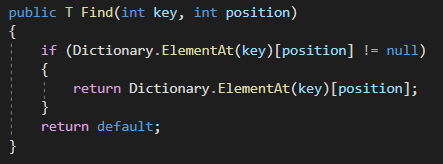 public T Find(int key, int position)
{
if (Dictionary.ElementAt(key)[position] != null)
{
return Dictionary.ElementAt(key)[position];
}
return default;
}